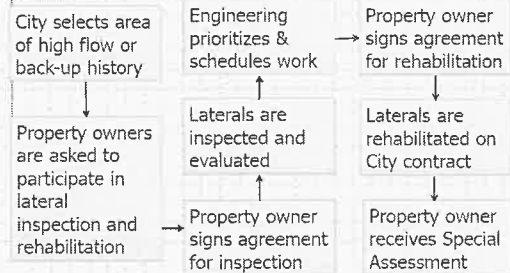 City selects area
of high flow or
back-up history
Property owners
are asked to
participate in
lateral
inspection and
rehabilitation
Property owner
signs agreement
for inspection
Laterals are
inspected and
evaluated
Engineering
prioritizes &
schedules work
Property owner
signs agreement
for rehabilitation
Laterals are
rehabilitated on
City contract
Property owner
receives Special
Assessment